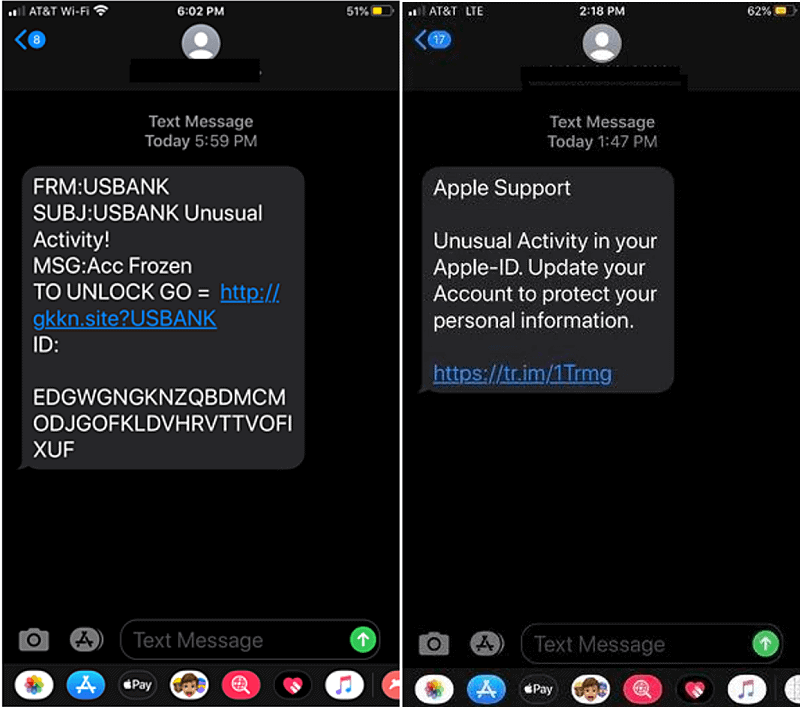 AT&T Wi-Fi 6:02 PM 51%
8
Text Message
Today 5:59 PM
FRM:USBANK
SUBJ:USBANK Unusual
Activity!
MSG:Acc Frozen
TO UNLOCK GO = http://
gkkn.site?USBANK
ID:
EDGWGNGKNZQBDMCM
ODJGOFKLDVHRVTTVOFI
XUF
Text Message
Pay
AT&T LTE 2:18 PM 62%
17
Text Message
Today 1:47 PM
Apple Support
Unusual Activity in your
Apple-ID. Update your
Account to protect your
personal information.
https://tr.im/1Trmg
Text Message
Pay